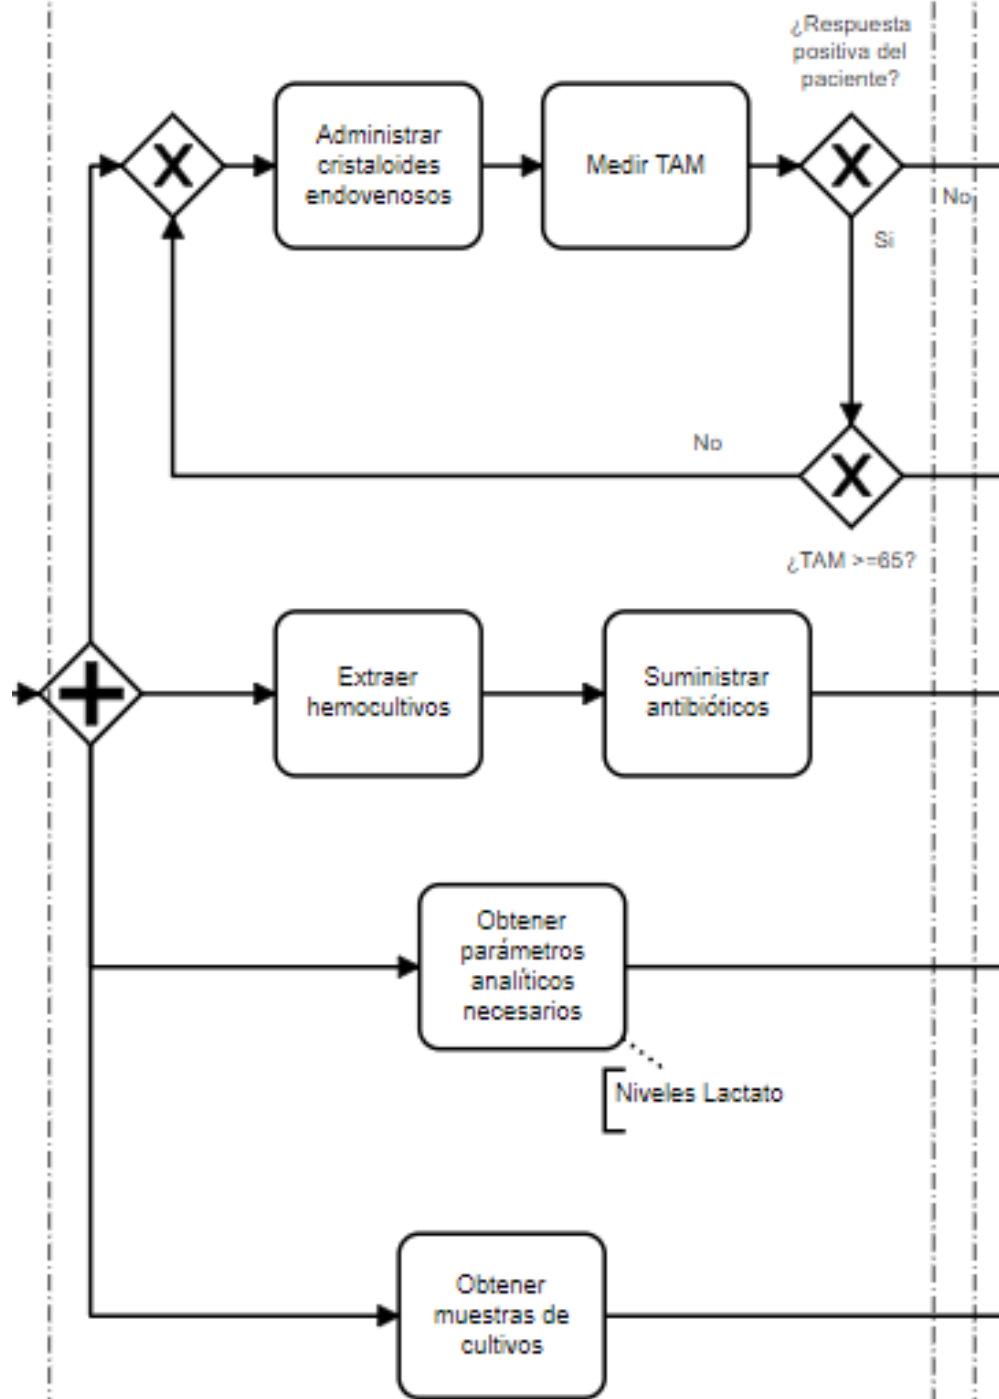 ¿Respuesta
positiva del
paciente?
Administrar
cristaloides
endovenosos
Medir TAM
X
X
No
Si
No
X
¿TAM >=65?
Extraer
hemocultivos
Suministrar
antibióticos
Obtener
parámetros
analíticos
necesarios
Niveles Lactato
Obtener
muestras de
cultivos